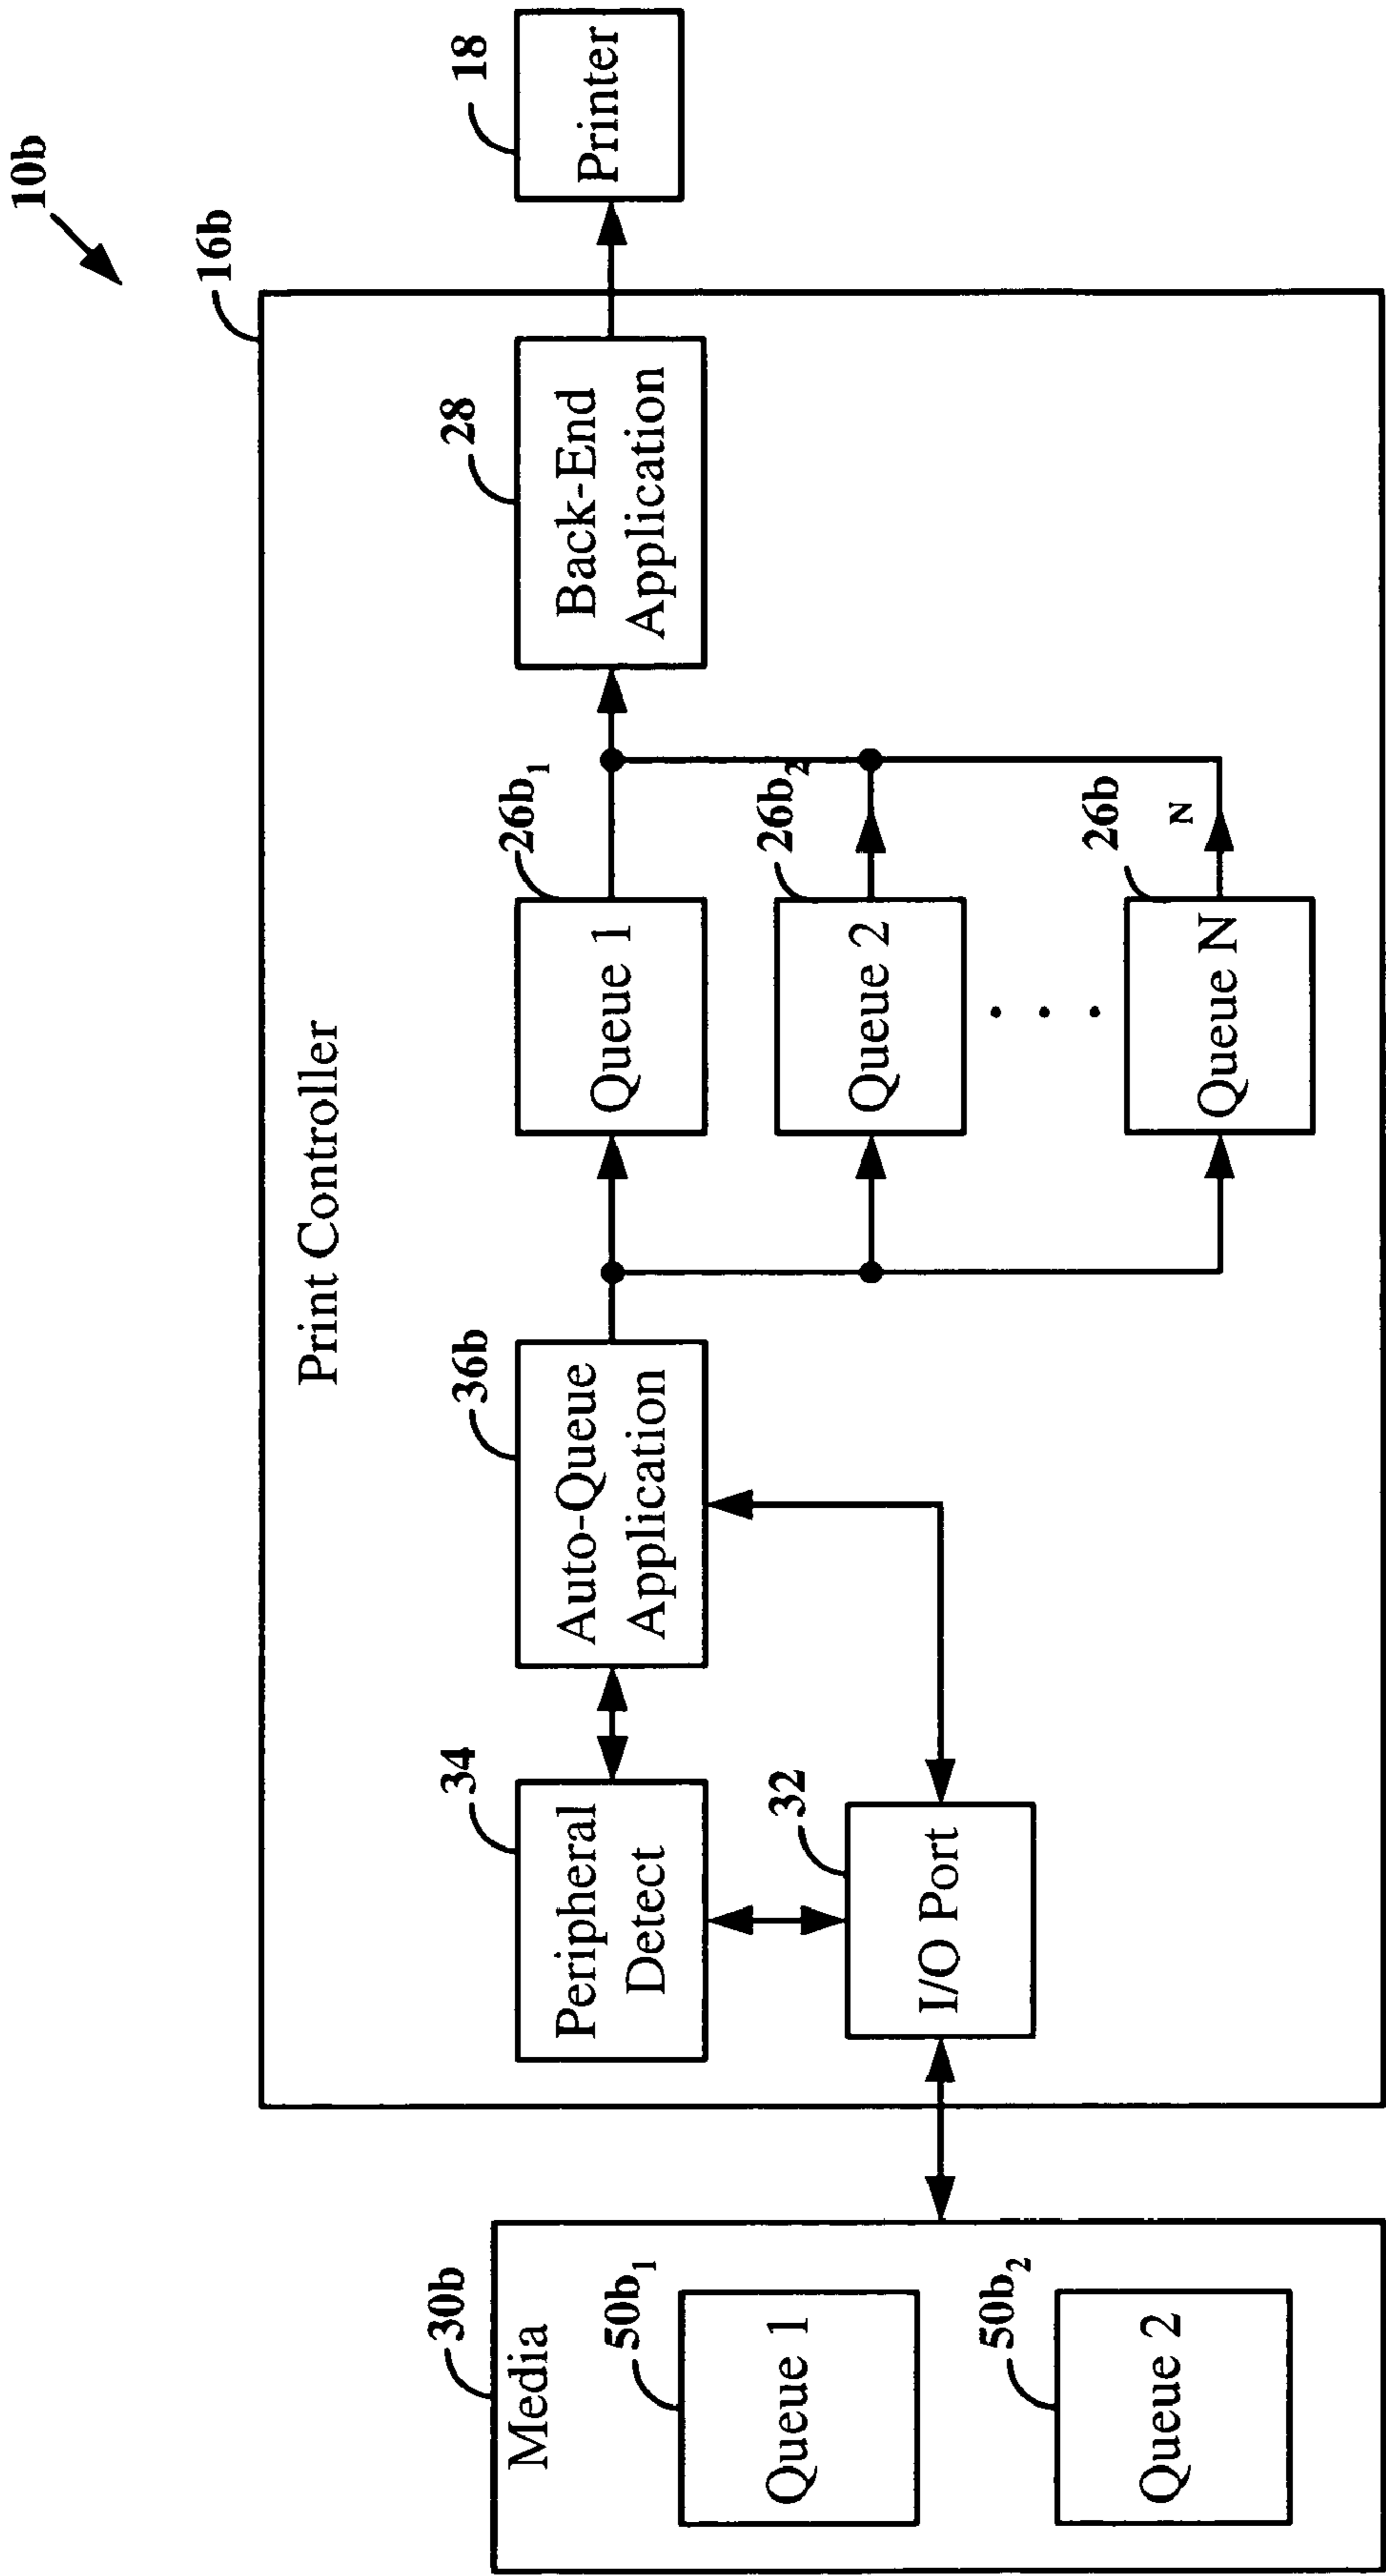 10b
16b
Print Controller
30b
Media
50b1
Queue 1
50b2
Queue 2
34
Peripheral
Detect
32
I/O Port
36b
Auto-Queue
Application
26b1
Queue 1
26b2
Queue 2
. . .
26b
N
Queue N
28
Back-End
Application
18
Printer